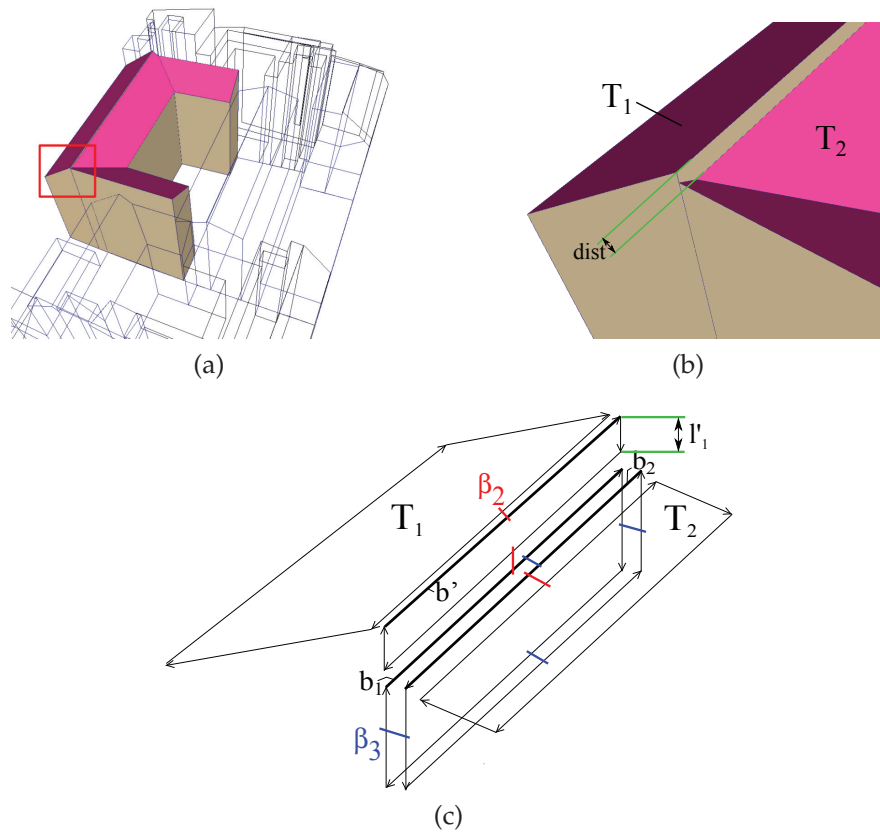 T₁
T₂
dist
(a)
(b)
l'₁
b₂
β₂
T₁
T₂
b’
b₁
β₃
(c)